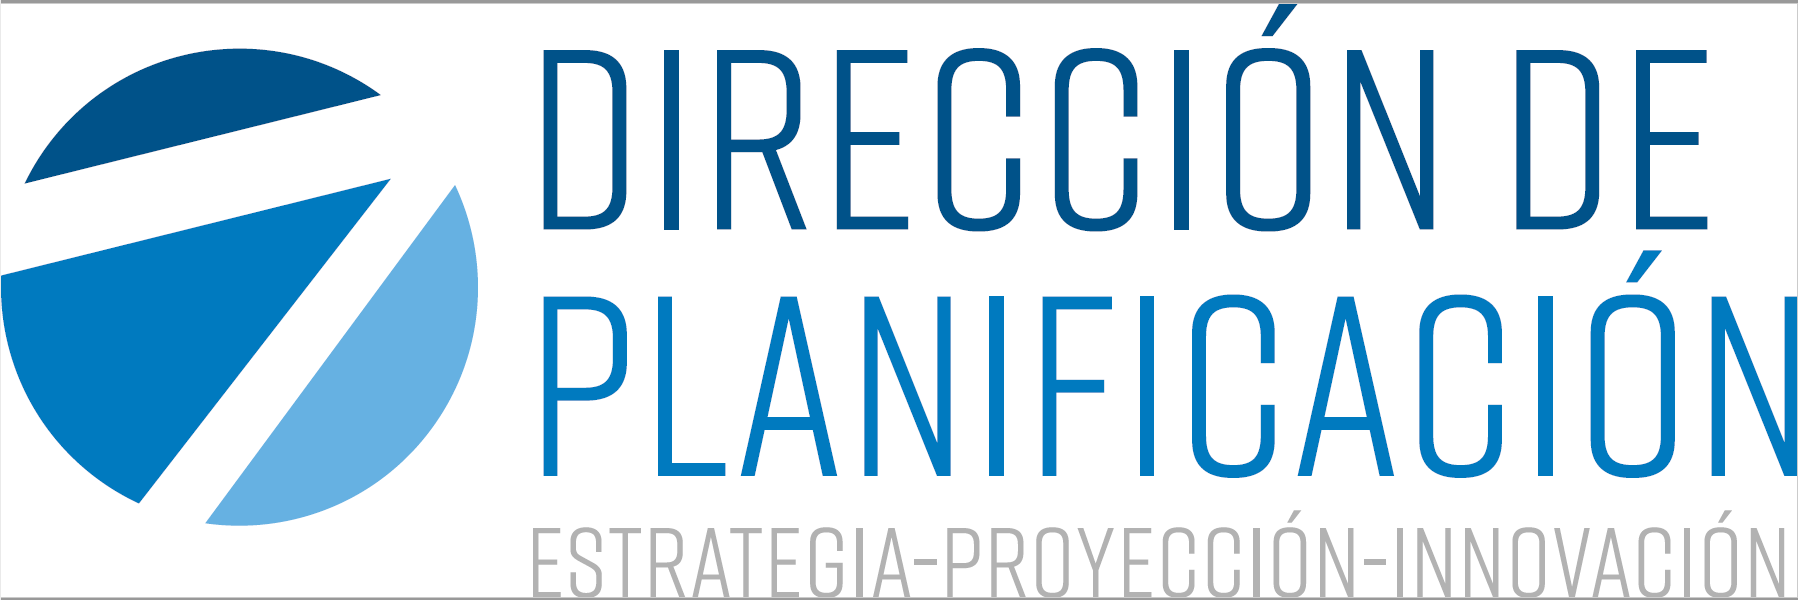 DIRECCIÓN DE
PLANIFICACIÓN
ESTRATEGIA-PROYECCIÓN-INNOVACIÓN